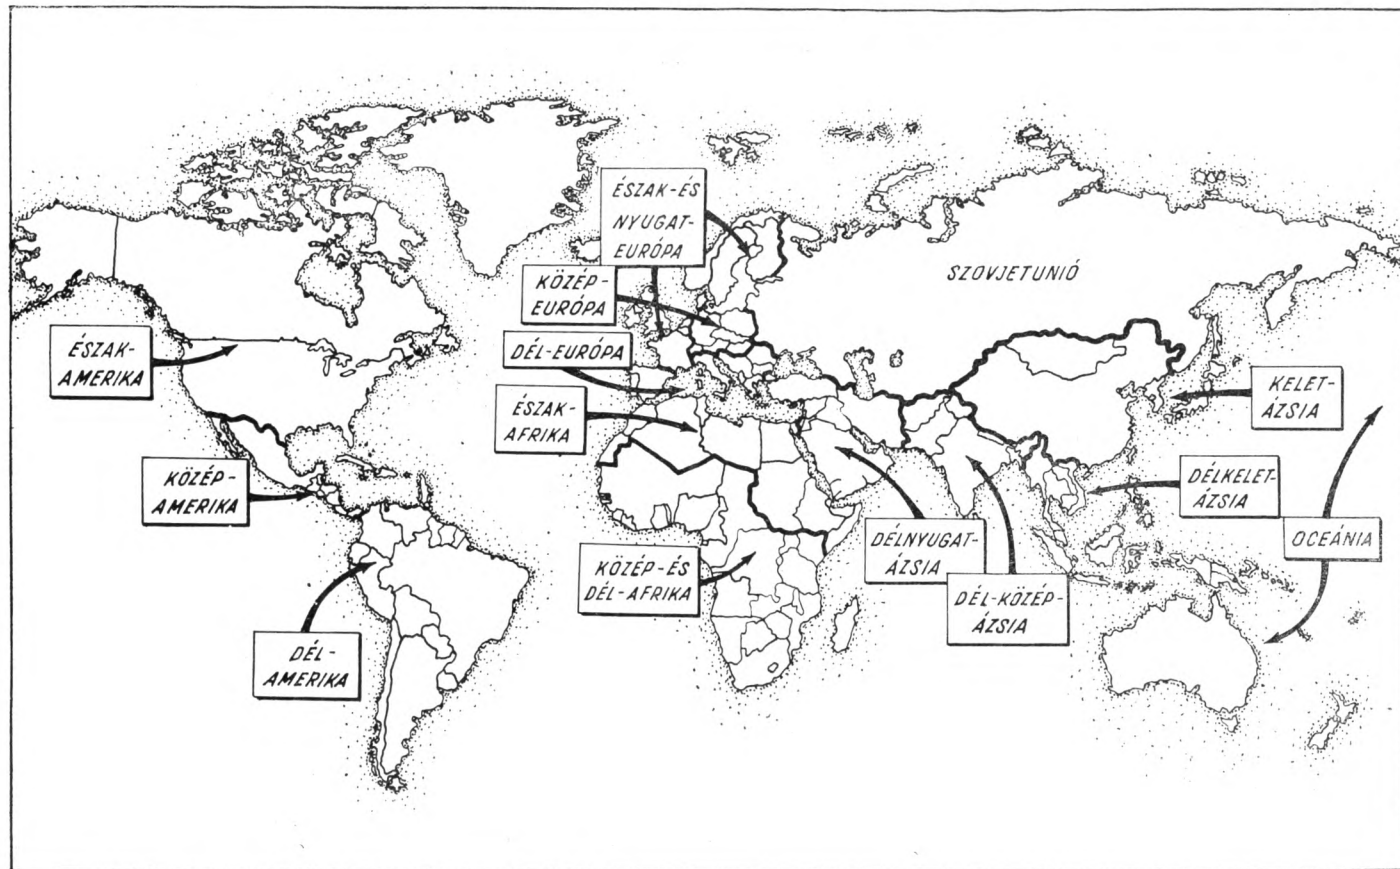 ÉSZAK-ÉS
NYUGAT-
EURÓPA
SZOVJETUNIÓ
KÖZÉP-
EURÓPA
ÉSZAK-
AMERIKA
DÉL-EURÓPA
ÉSZAK-
AFRIKA
KELET-
ÁZSIA
KÖZÉP-
AMERIKA
DÉLKELET-
ÁZSIA
DÉLNYUGAT-
ÁZSIA
OCEÁNIA
KÖZÉP-ÉS
DÉL-AFRIKA
DÉL-KÖZÉP-
ÁZSIA
DÉL-
AMERIKA